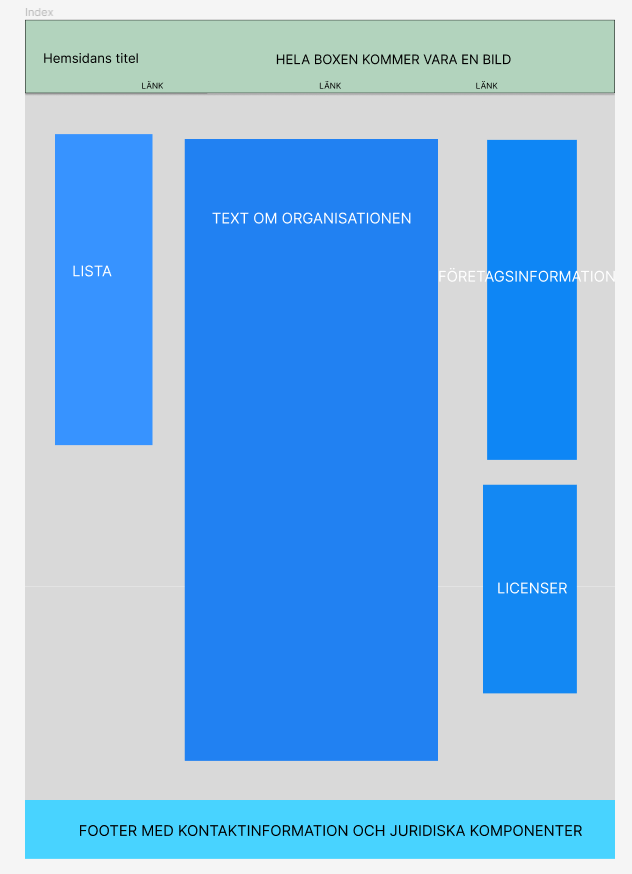 Index
Hemsidans titel
HELA BOXEN KOMMER VARA EN BILD
LÄNK
LÄNK
LÄNK
LISTA
TEXT OM ORGANISATIONEN
FÖRETAGSINFORMATION
LICENSER
FOOTER MED KONTAKTINFORMATION OCH JURIDISKA KOMPONENTER